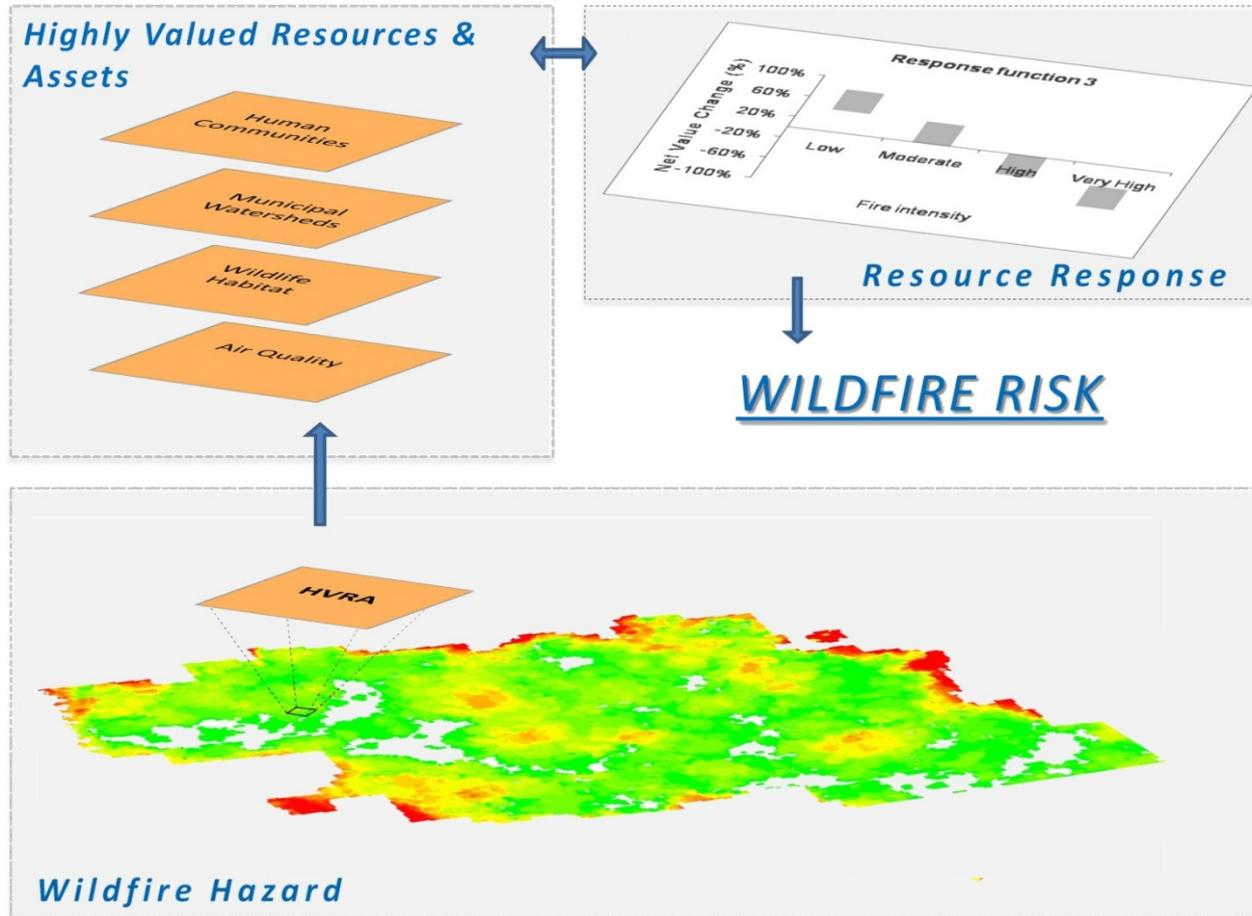 Highly Valued Resources &
Assets
Human
Communities
Municipal
Watersheds
Wildlife
Habitat
Air Quality
Response function 3
Net Value Change (%)
100%
60%
20%
-20%
-60%
-100%
Low
Moderate
High
Very High
Fire intensity
Resource Response
WILDFIRE RISK
HVRA
Wildfire Hazard